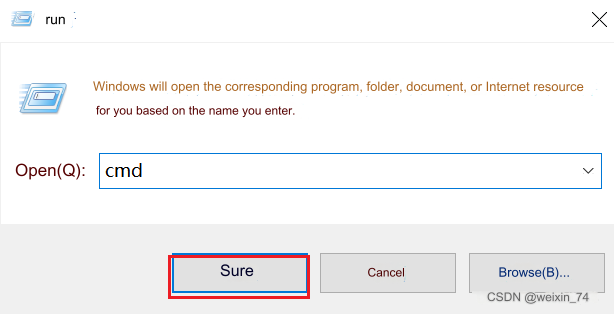 run
Windows will open the corresponding program, folder, document, or Internet resource
for you based on the name you enter.
Open(Q): cmd
Sure Cancel Browse(B)...
CSDN @weixin_74